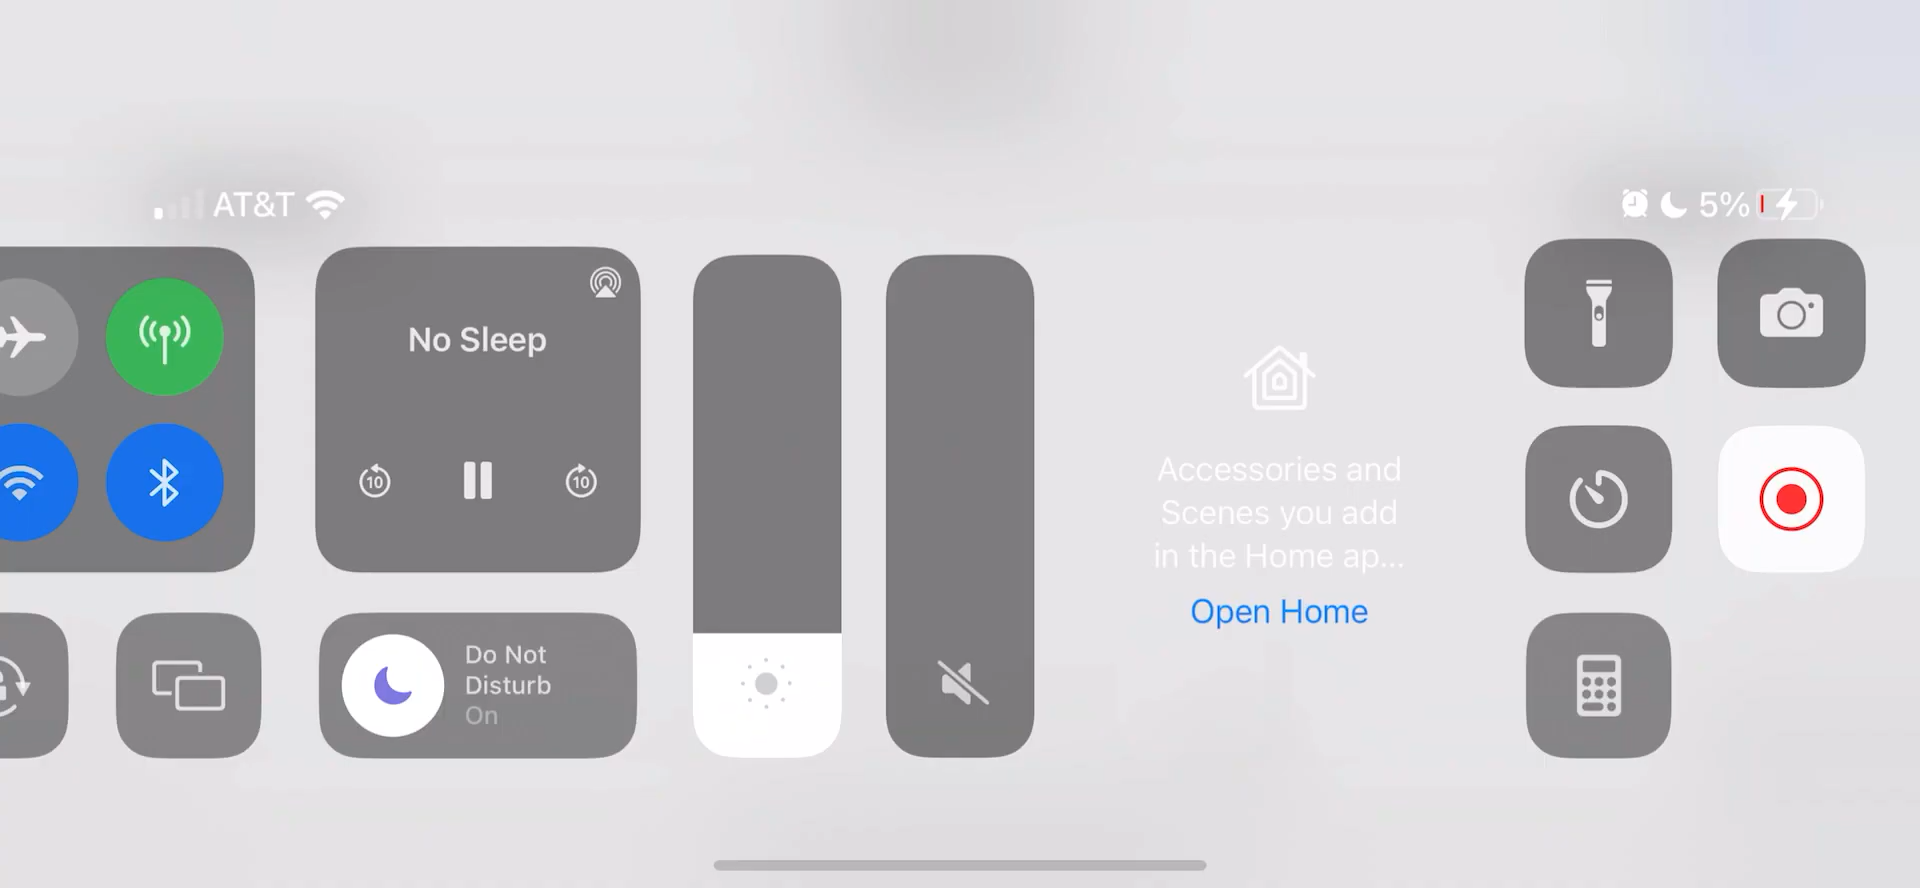 AT&T
5%
No Sleep
10
10
Do Not
Disturb
On
Accessories and
Scenes you add
in the Home ap...
Open Home